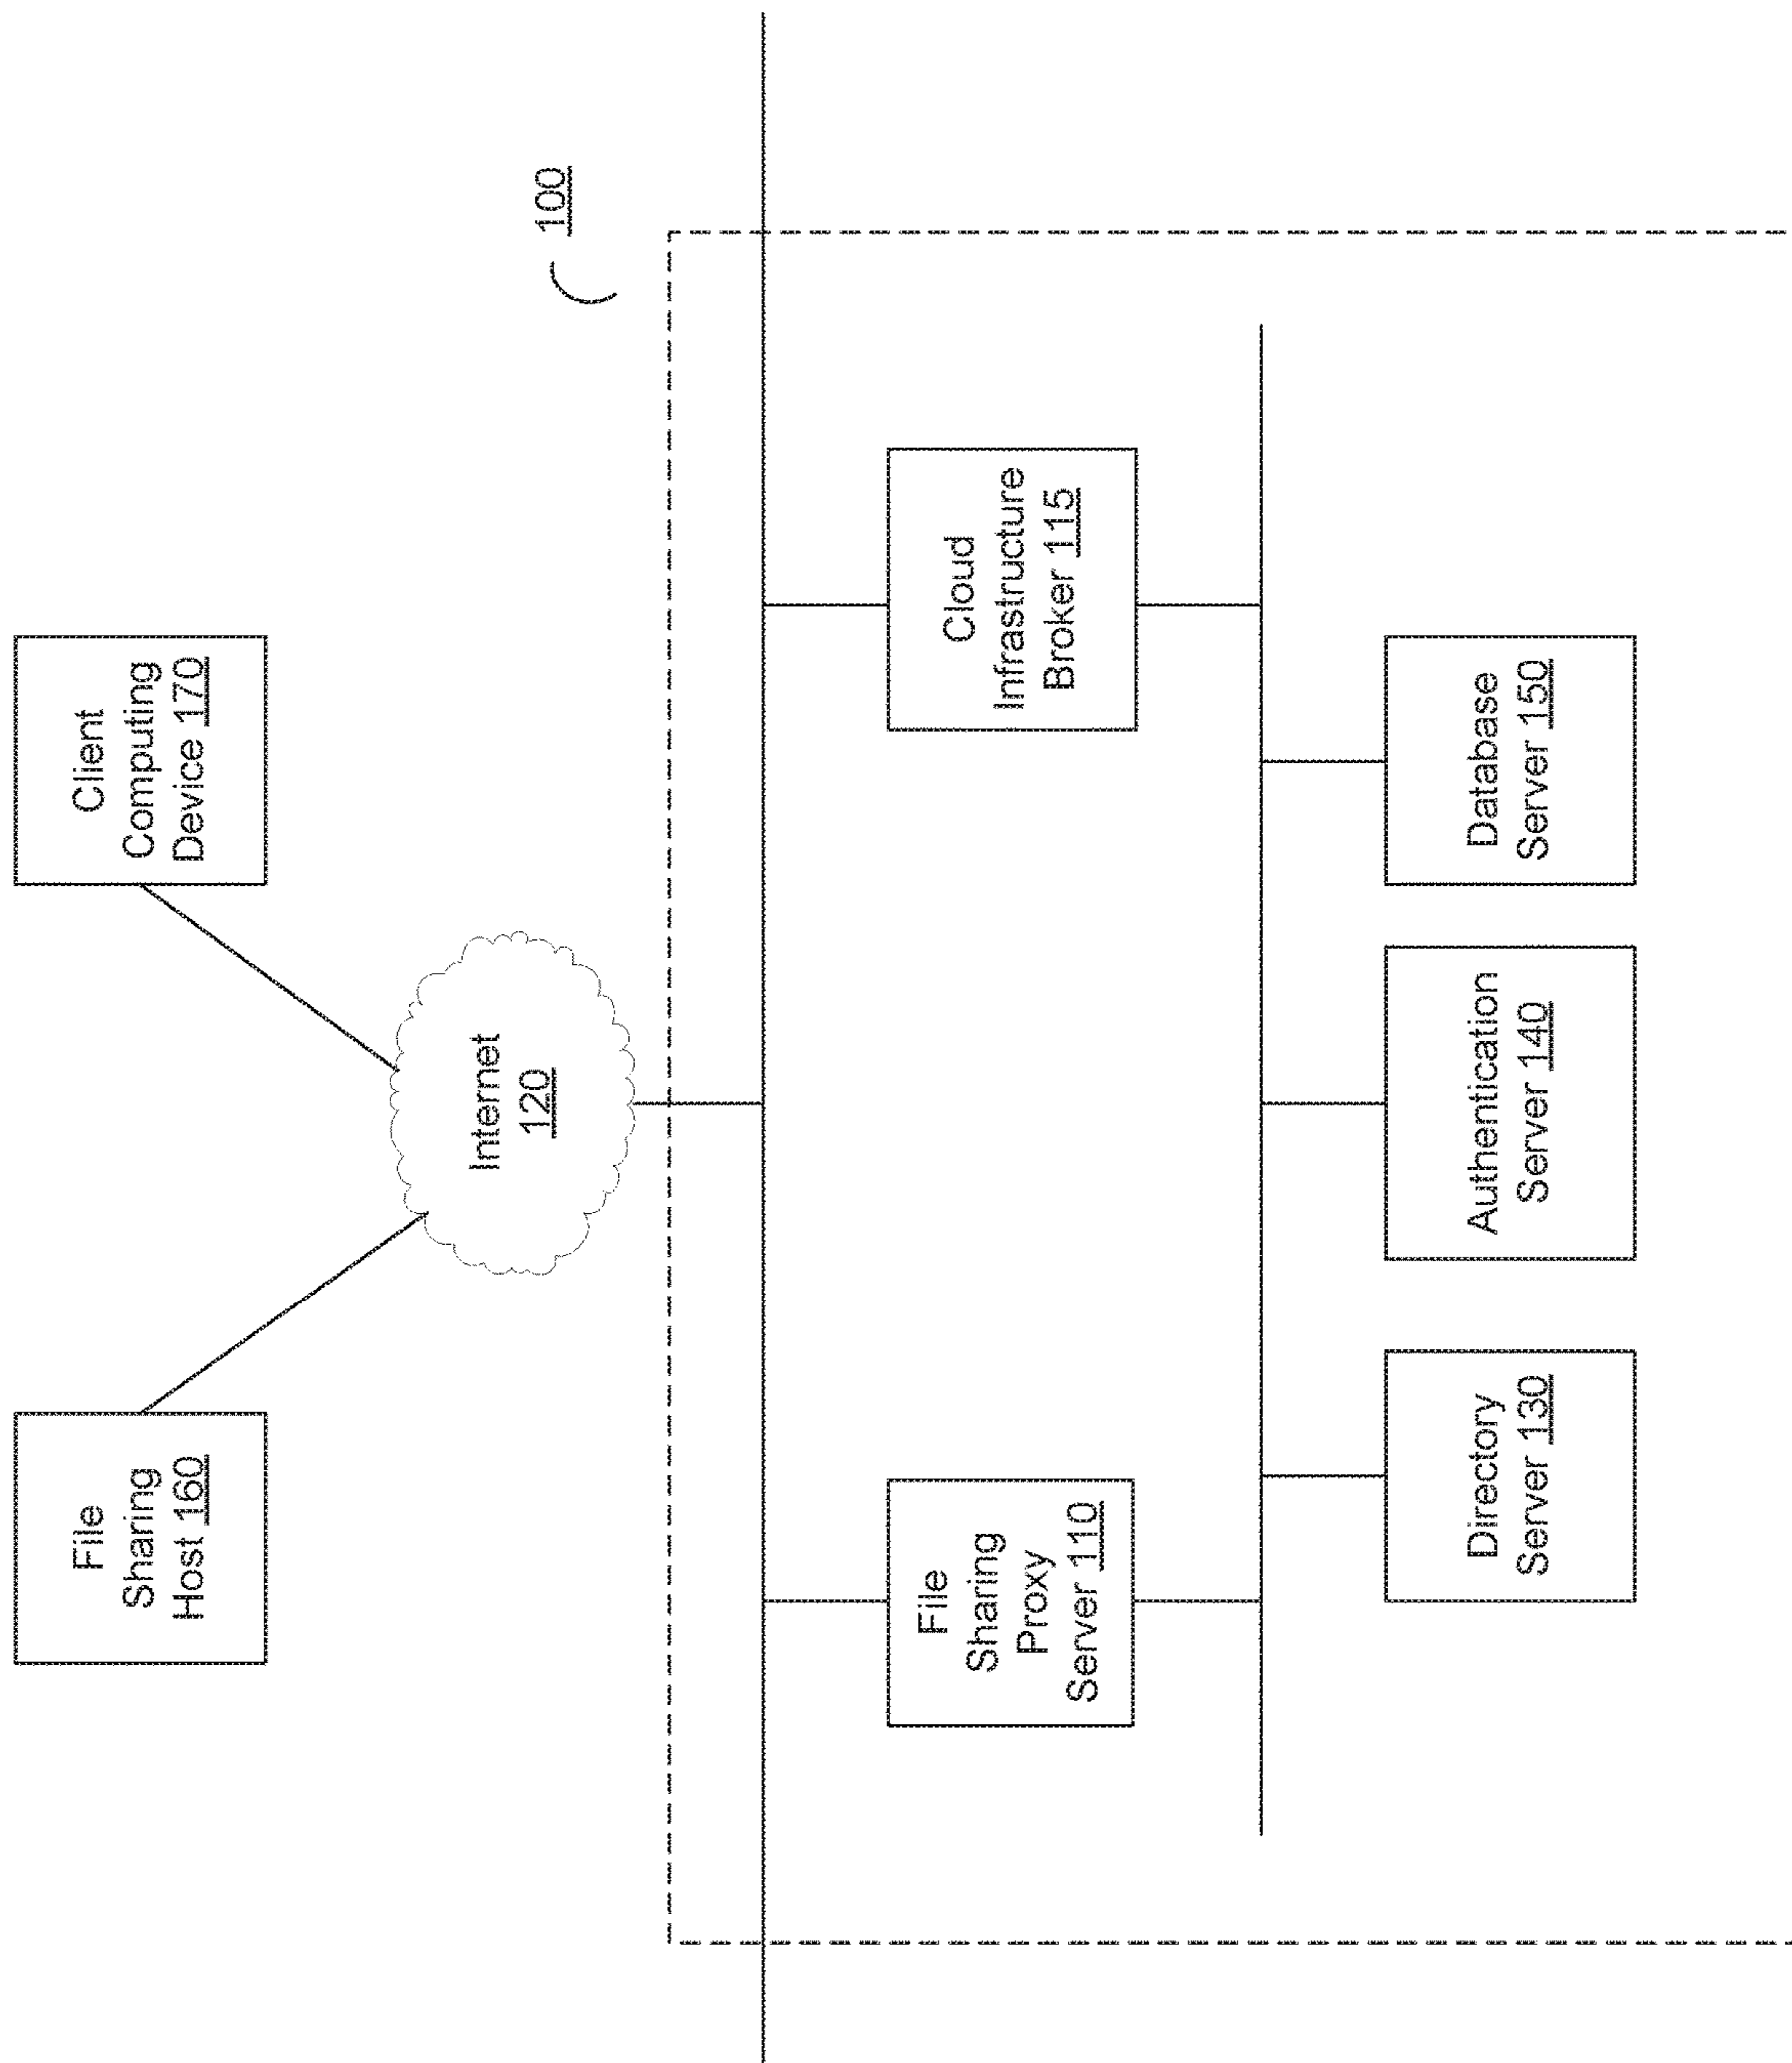 File
Sharing
Host 160
Client
Computing
Device 170
Internet
120
100
File
Sharing
Proxy
Server 110
Cloud
Infrastructure
Broker 115
Directory
Server 130
Authentication
Server 140
Database
Server 150